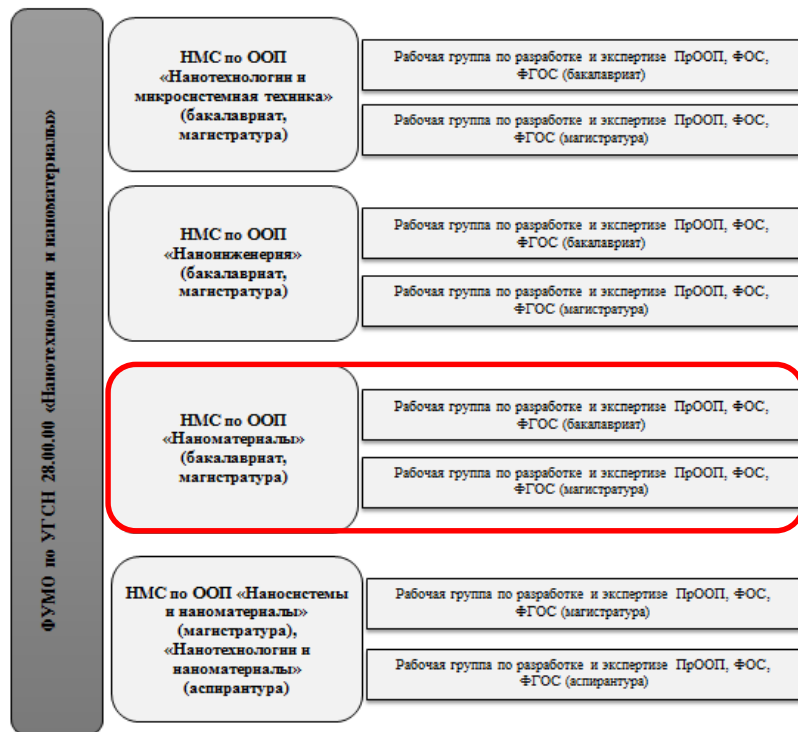 ФУМО по УГСН 28.00.00 «Нанотехнологии и наноматериалы»
НМС по ООП
«Нанотехнологии и
микросистемная техника»
(бакалавриат,
магистратура)
Рабочая группа по разработке и экспертизе ПрООП, ФОС,
ФГОС (бакалавриат)
Рабочая группа по разработке и экспертизе ПрООП, ФОС,
ФГОС (магистратура)
НМС по ООП
«Наноинженерия»
(бакалавриат,
магистратура)
Рабочая группа по разработке и экспертизе ПрООП, ФОС,
ФГОС (бакалавриат)
Рабочая группа по разработке и экспертизе ПрООП, ФОС,
ФГОС (магистратура)
НМС по ООП
«Наноматериалы»
(бакалавриат,
магистратура)
Рабочая группа по разработке и экспертизе ПрООП, ФОС,
ФГОС (бакалавриат)
Рабочая группа по разработке и экспертизе ПрООП, ФОС,
ФГОС (магистратура)
НМС по ООП «Наносистемы
и наноматериалы»
(магистратура),
«Нанотехнологии и
наноматериалы»
(аспирантура)
Рабочая группа по разработке и экспертизе ПрООП, ФОС,
ФГОС (магистратура)
Рабочая группа по разработке и экспертизе ПрООП, ФОС,
ФГОС (аспирантура)